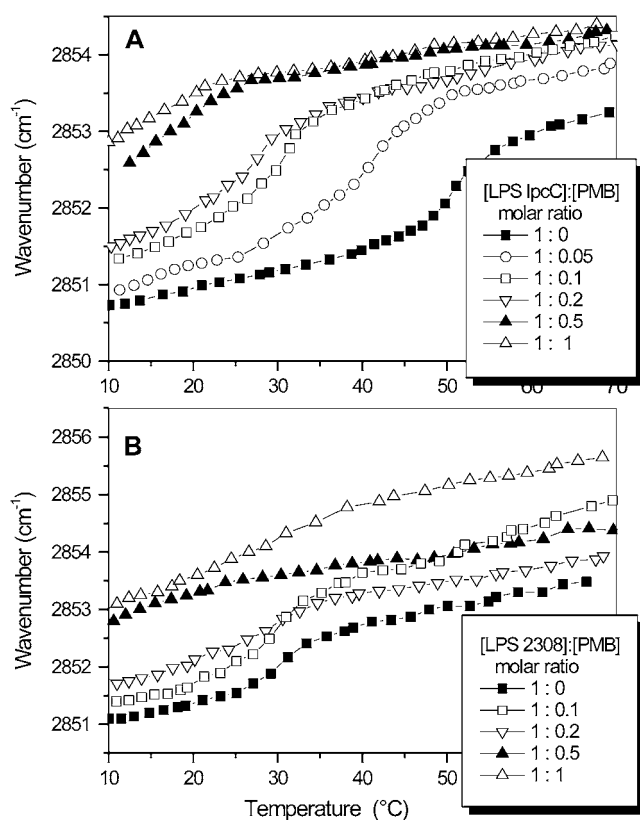 A
2854
2853
2852
2851
2850
Wavenumber (cm-1)
10 20 30 40 50 60 70
[LPS lpcC]:[PMB]
molar ratio
1 : 0
1 : 0.05
1 : 0.1
1 : 0.2
1 : 0.5
1 : 1
B
2856
2855
2854
2853
2852
2851
Wavenumber (cm-1)
10 20 30 40 50
Temperature (°C)
[LPS 2308]:[PMB]
molar ratio
1 : 0
1 : 0.1
1 : 0.2
1 : 0.5
1 : 1